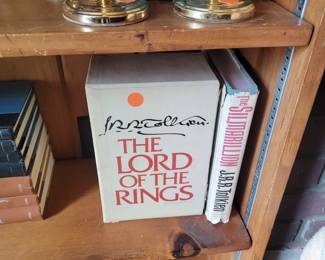 J.R.R. Tolkien
THE
LORD
OF THE
RINGS
THE SILMARILLION J.R.R. TOLKIEN